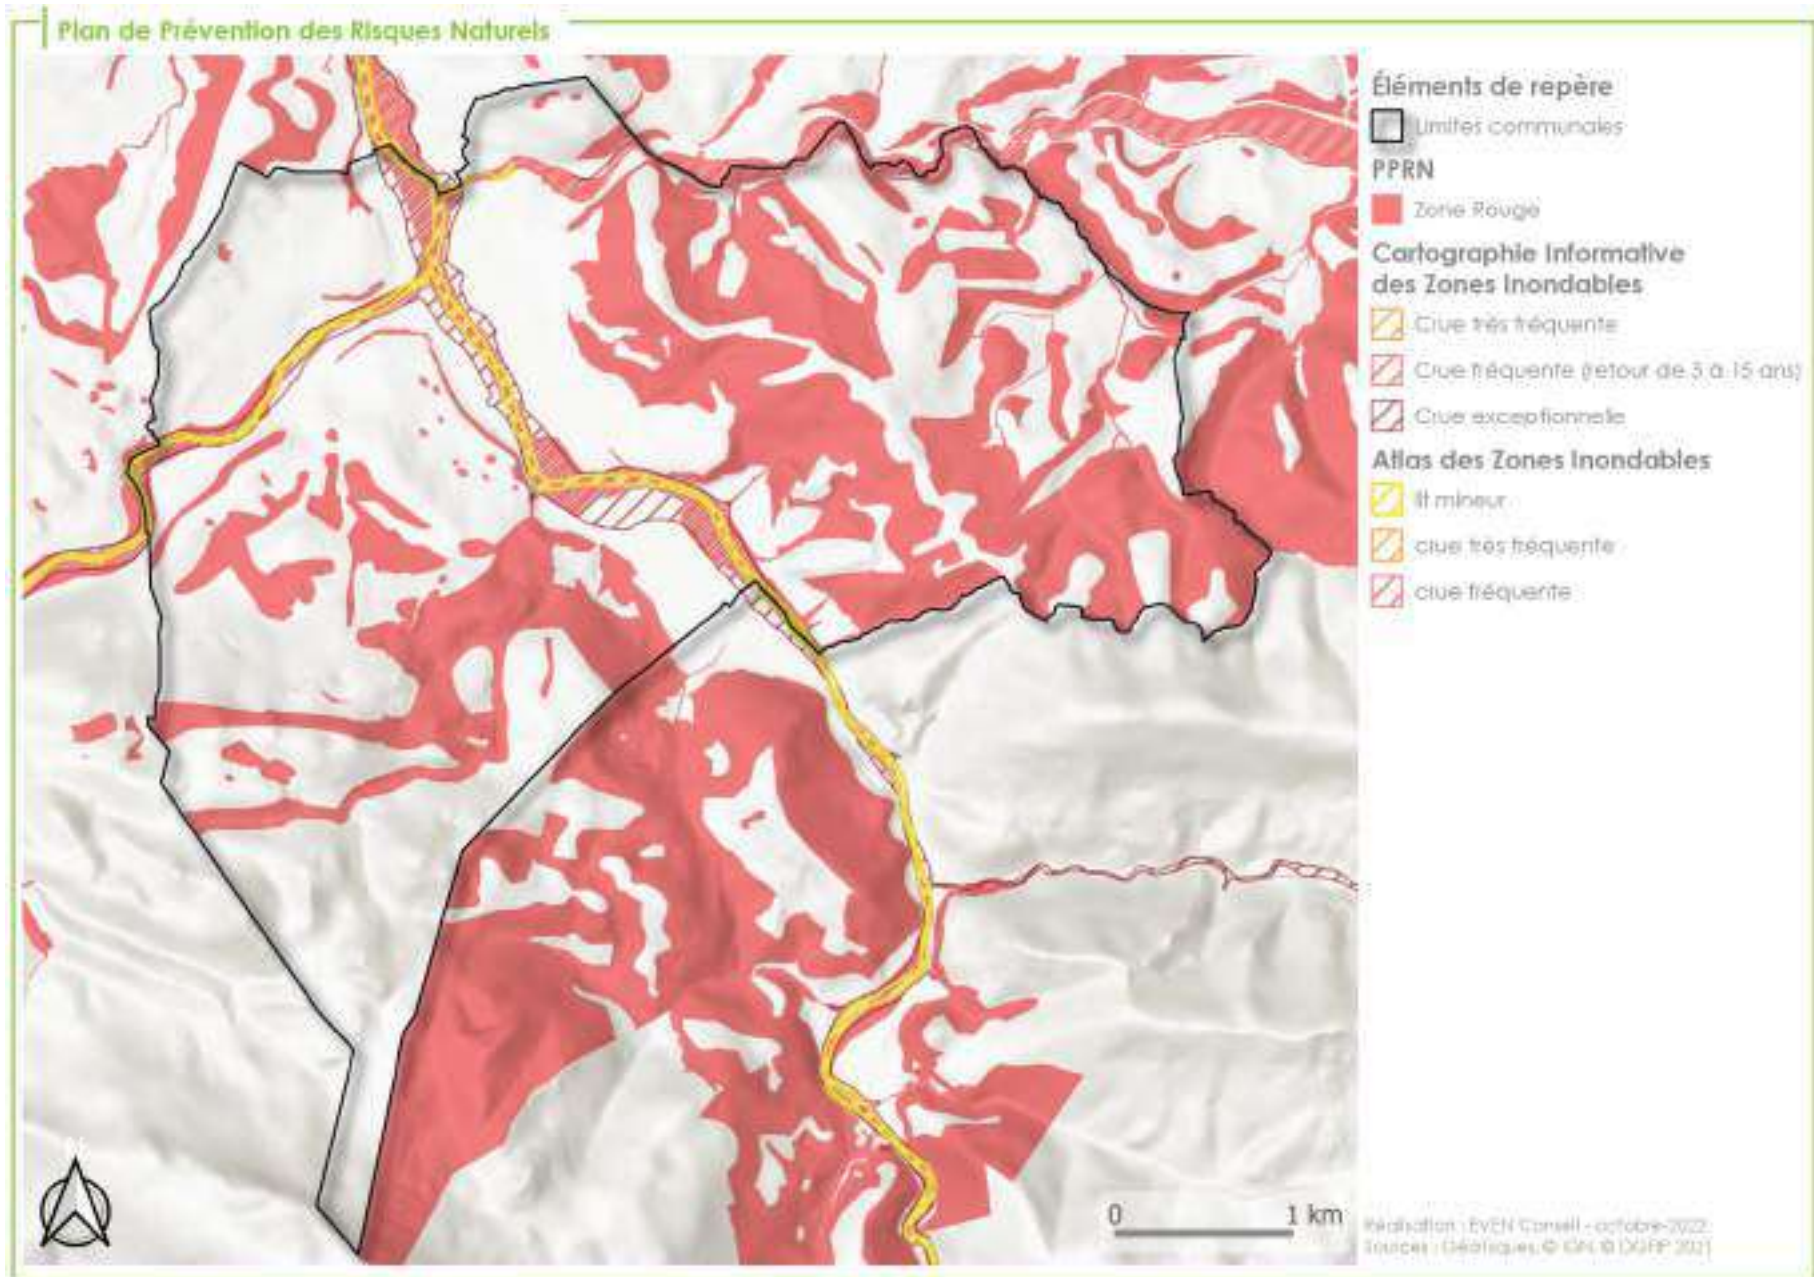 Plan de Prévention des Risques Naturels
Éléments de repère
Limites communales
PPRN
Zone Rouge
Cartographie Informative
des Zones Inondables
Crue très fréquente
Crue fréquente (retour de 5 à 15 ans)
Crue exceptionnelle
Atlas des Zones Inondables
lit mineur
crue très fréquente
crue fréquente
0 1 km
Réalisation : EVEN Conseil - octobre-2022
Sources : Géorisques, © IGN, © DGFIP 2021